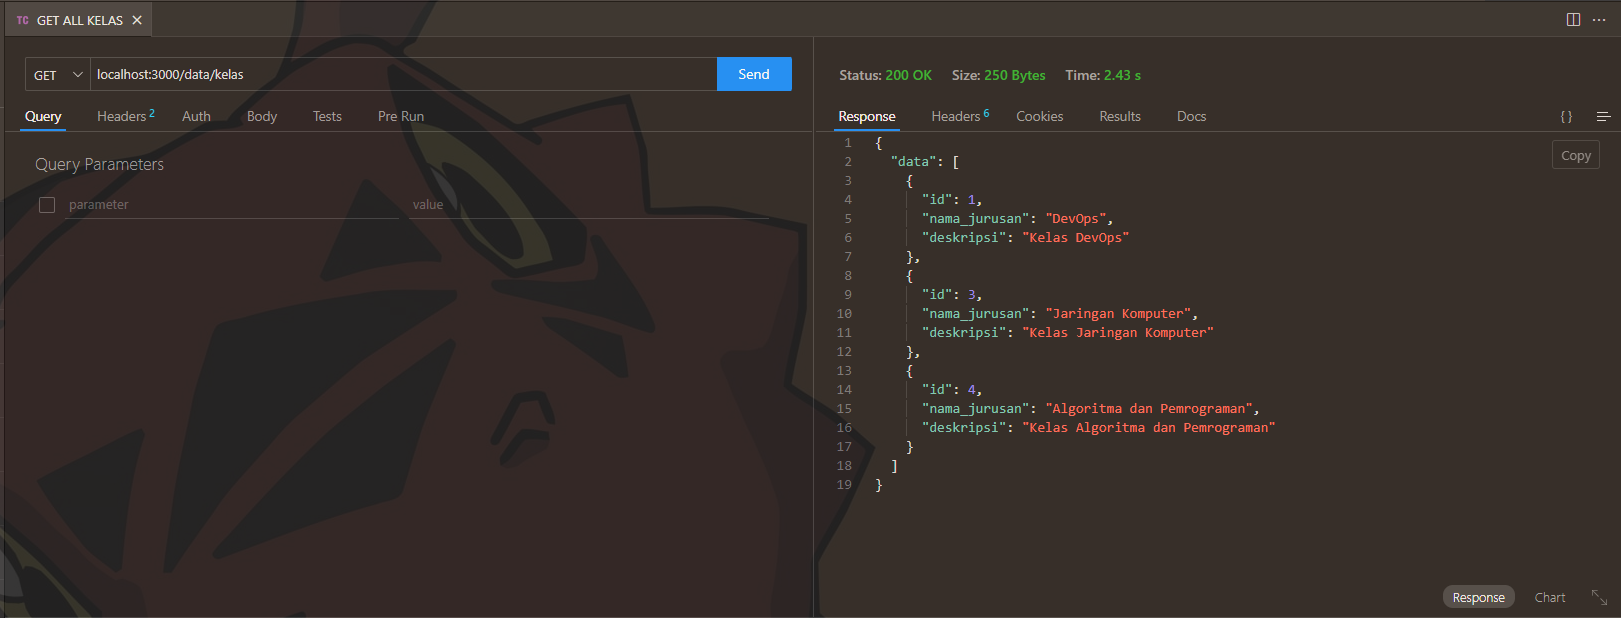 TC GET ALL KELAS ✕
GET localhost:3000/data/kelas Send
Query Headers 2 Auth Body Tests Pre Run
Query Parameters
parameter value
Status: 200 OK Size: 250 Bytes Time: 2.43 s
Response Headers 6 Cookies Results Docs { }
Copy
1 {
2 "data": [
3 {
4 "id": 1,
5 "nama_jurusan": "DevOps",
6 "deskripsi": "Kelas DevOps"
7 },
8 {
9 "id": 3,
10 "nama_jurusan": "Jaringan Komputer",
11 "deskripsi": "Kelas Jaringan Komputer"
12 },
13 {
14 "id": 4,
15 "nama_jurusan": "Algoritma dan Pemrograman",
16 "deskripsi": "Kelas Algoritma dan Pemrograman"
17 }
18 ]
19 }
Response Chart